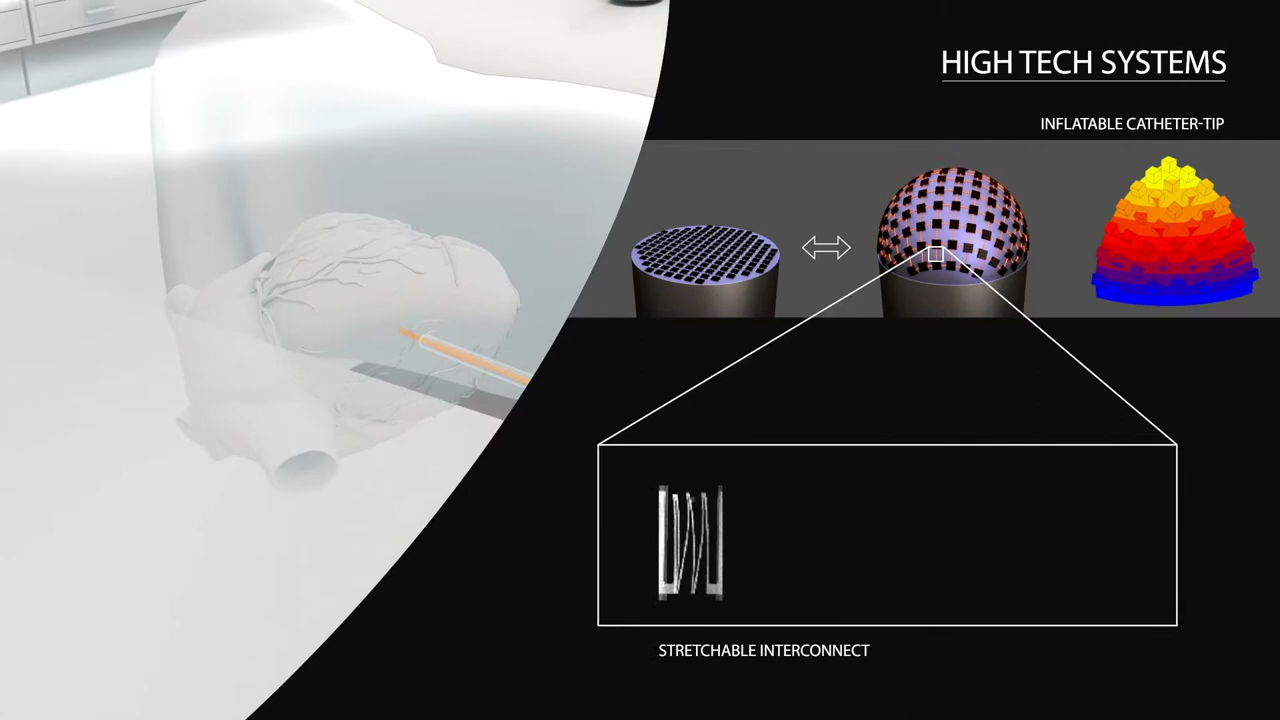 HIGH TECH SYSTEMS
INFLATABLE CATHETER-TIP
STRETCHABLE INTERCONNECT